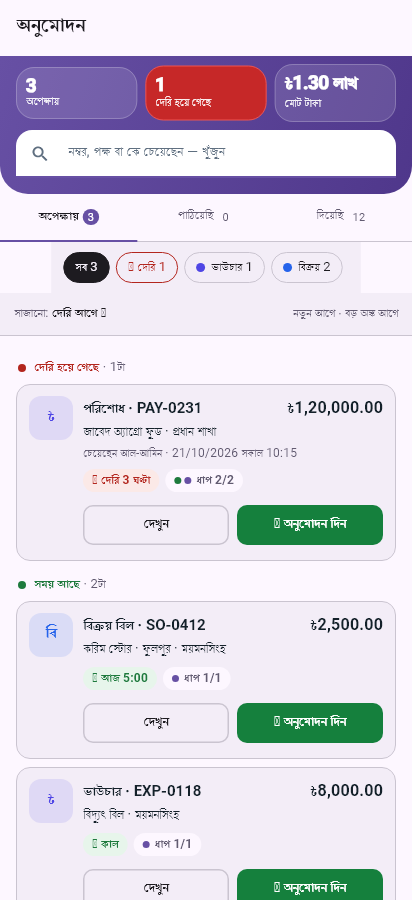 অনুমোদন
3
অপেক্ষায়
1
দেরি হয়ে গেছে
৳1.30 লাখ
মোট টাকা
নম্বর, পক্ষ বা কে চেয়েছেন — খুঁজুন
অপেক্ষায় 3
পাঠিয়েছি 0
দিয়েছি 12
সব 3
দেরি 1
ভাউচার 1
বিক্রয় 2
সাজানো: দেরি আগে
নতুন আগে · বড় অঙ্ক আগে
দেরি হয়ে গেছে · 1টা
৳
পরিশোধ · PAY-0231
৳1,20,000.00
জাবেদ অ্যাগ্রো ফুড · প্রধান শাখা
চেয়েছেন আল-আমিন · 21/10/2026 সকাল 10:15
দেরি 3 ঘণ্টা
ধাপ 2/2
দেখুন
অনুমোদন দিন
সময় আছে · 2টা
বি
বিক্রয় বিল · SO-0412
৳2,500.00
করিম স্টোর · ফুলপুর · ময়মনসিংহ
আজ 5:00
ধাপ 1/1
দেখুন
অনুমোদন দিন
৳
ভাউচার · EXP-0118
৳8,000.00
বিদ্যুৎ বিল · ময়মনসিংহ
কাল
ধাপ 1/1
দেখুন
অনুমোদন দিন